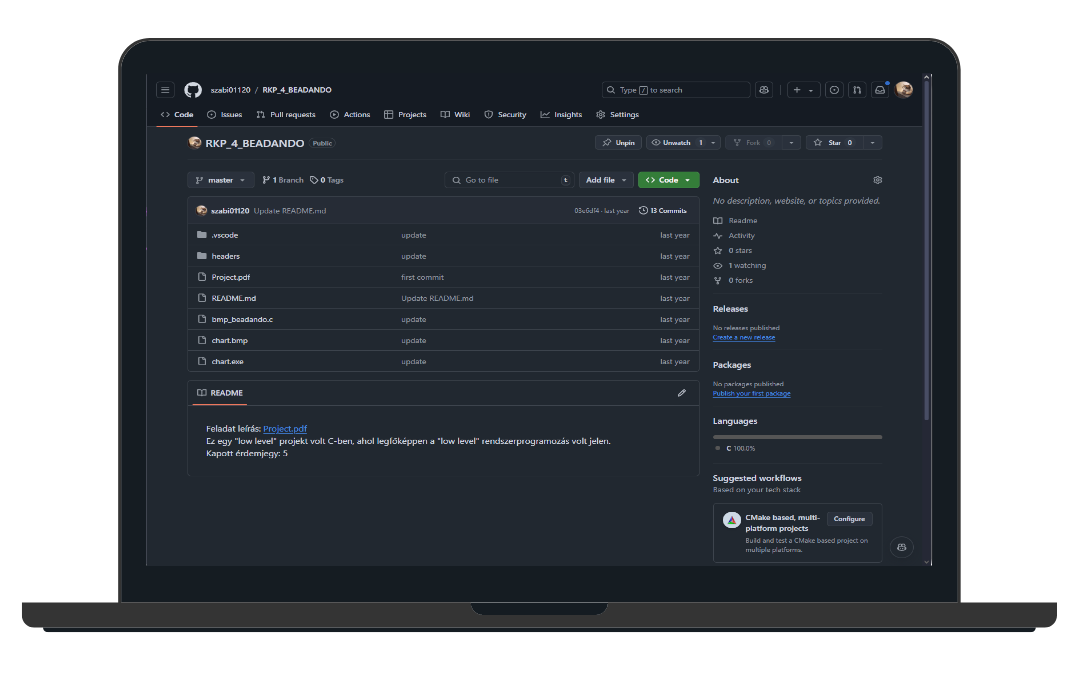 szabi01120 / RKP_4_BEADANDO
Type / to search
Code Issues Pull requests Actions Projects Wiki Security Insights Settings
RKP_4_BEADANDO Public
Unpin Unwatch 1 Fork 0 Star 0
master 1 Branch 0 Tags
Go to file t Add file Code
szabi01120 Update README.md
03e6df4 · last year 13 Commits
.vscode update last year
headers update last year
Project.pdf first commit last year
README.md Update README.md last year
bmp_beadando.c update last year
chart.bmp update last year
chart.exe update last year
README
Feladat leírás: Project.pdf
Ez egy "low level" projekt volt C-ben, ahol legfőképpen a "low level" rendszerprogramozás volt jelen.
Kapott érdemjegy: 5
About
No description, website, or topics provided.
Readme
Activity
0 stars
1 watching
0 forks
Releases
No releases published
Create a new release
Packages
No packages published
Publish your first package
Languages
C 100.0%
Suggested workflows
Based on your tech stack
CMake based, multi-
platform projects
Configure
Build and test a CMake based project on
multiple platforms.